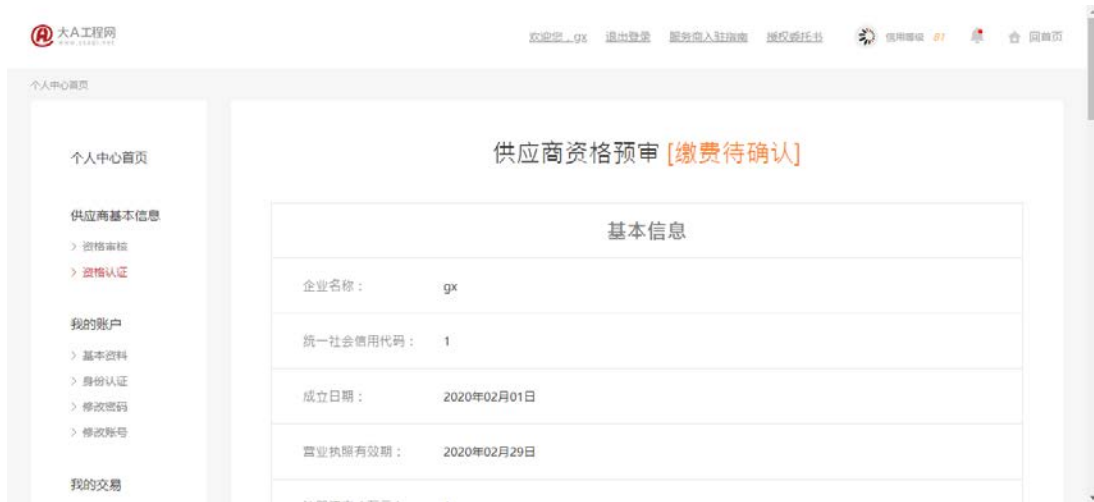 大A工程网
欢迎您，gx 退出登录 服务商入驻指南 授权委托书 信用等级 B1 回首页
个人中心首页
个人中心首页
供应商基本信息
> 资格审核
> 资格认证
我的账户
> 基本资料
> 身份认证
> 修改密码
> 修改账号
我的交易
供应商资格预审 [缴费待确认]
基本信息
企业名称： gx
统一社会信用代码： 1
成立日期： 2020年02月01日
营业执照有效期： 2020年02月29日